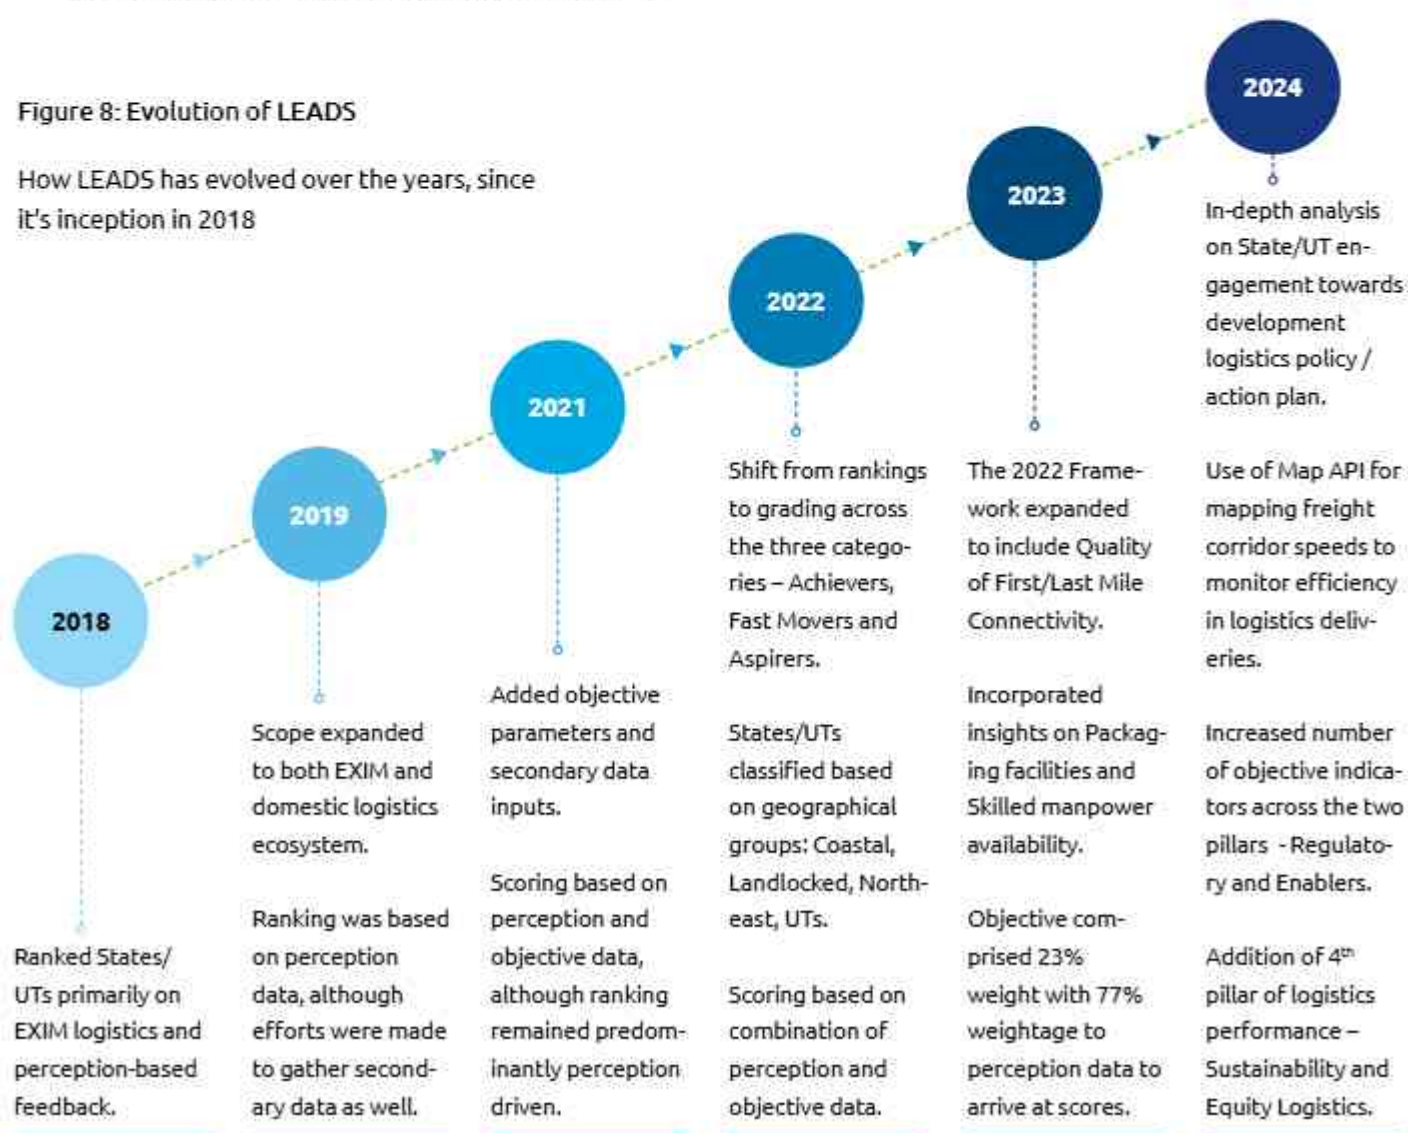 Figure 8: Evolution of LEADS
How LEADS has evolved over the years, since
it's inception in 2018
2018
Ranked States/
UTs primarily on
EXIM logistics and
perception-based
feedback.
2019
Scope expanded
to both EXIM and
domestic logistics
ecosystem.
Ranking was based
on perception
data, although
efforts were made
to gather second-
ary data as well.
2021
Added objective
parameters and
secondary data
inputs.
Scoring based on
perception and
objective data,
although ranking
remained predom-
inantly perception
driven.
2022
Shift from rankings
to grading across
the three catego-
ries – Achievers,
Fast Movers and
Aspirers.
States/UTs
classified based
on geographical
groups: Coastal,
Landlocked, North-
east, UTs.
Scoring based on
combination of
perception and
objective data.
2023
The 2022 Frame-
work expanded
to include Quality
of First/Last Mile
Connectivity.
Incorporated
insights on Packag-
ing facilities and
Skilled manpower
availability.
Objective com-
prised 23%
weight with 77%
weightage to
perception data to
arrive at scores.
2024
In-depth analysis
on State/UT en-
gagement towards
development
logistics policy /
action plan.
Use of Map API for
mapping freight
corridor speeds to
monitor efficiency
in logistics deliv-
eries.
Increased number
of objective indica-
tors across the two
pillars - Regulato-
ry and Enablers.
Addition of 4th
pillar of logistics
performance –
Sustainability and
Equity Logistics.